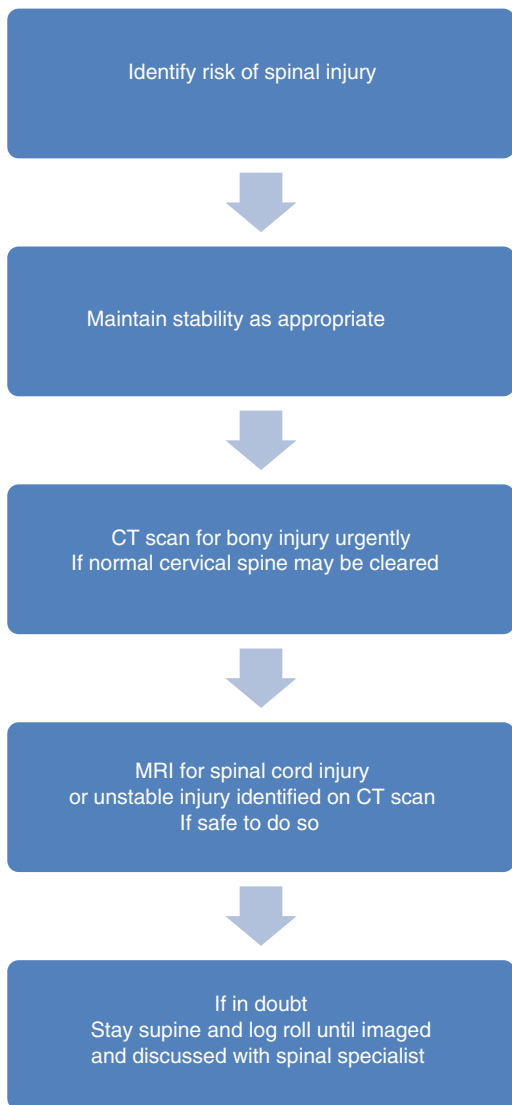 Identify risk of spinal injury
Maintain stability as appropriate
CT scan for bony injury urgently
If normal cervical spine may be cleared
MRI for spinal cord injury
or unstable injury identified on CT scan
If safe to do so
If in doubt
Stay supine and log roll until imaged
and discussed with spinal specialist